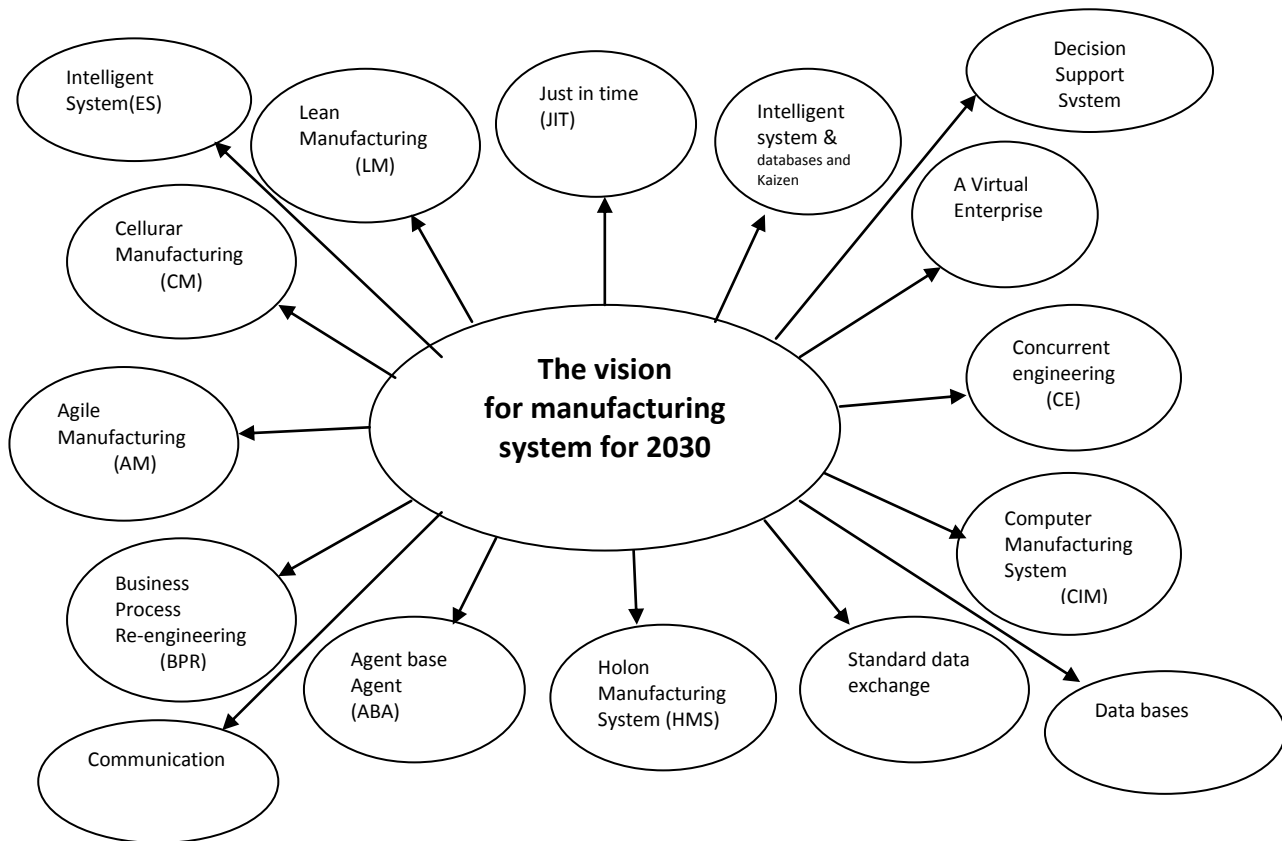 Intelligent
System(ES)
Lean
Manufacturing
(LM)
Just in time
(JIT)
Intelligent
system &
databases and
Kaizen
Decision
Support
Svstem
A Virtual
Enterprise
Cellurar
Manufacturing
(CM)
The vision
for manufacturing
system for 2030
Concurrent
engineering
(CE)
Agile
Manufacturing
(AM)
Computer
Manufacturing
System
(CIM)
Business
Process
Re-engineering
(BPR)
Agent base
Agent
(ABA)
Holon
Manufacturing
System (HMS)
Standard data
exchange
Data bases
Communication